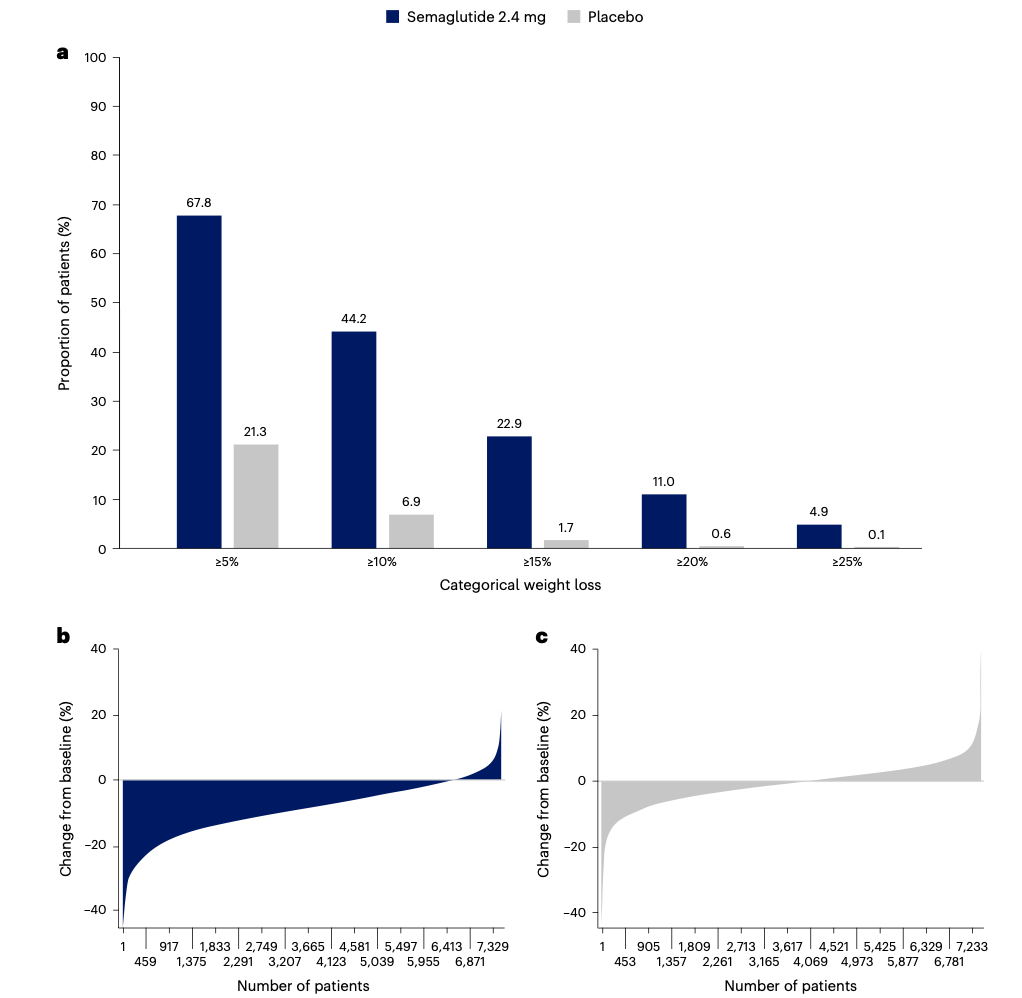 Semaglutide 2.4 mg Placebo
a
Proportion of patients (%)
100
90
80
70
60
50
40
30
20
10
0
67.8
21.3
44.2
6.9
22.9
1.7
11.0
0.6
4.9
0.1
≥5% ≥10% ≥15% ≥20% ≥25%
Categorical weight loss
b
Change from baseline (%)
40
20
0
−20
−40
1 917 1,833 2,749 3,665 4,581 5,497 6,413 7,329
459 1,375 2,291 3,207 4,123 5,039 5,955 6,871
Number of patients
c
Change from baseline (%)
40
20
0
−20
−40
1 905 1,809 2,713 3,617 4,521 5,425 6,329 7,233
453 1,357 2,261 3,165 4,069 4,973 5,877 6,781
Number of patients